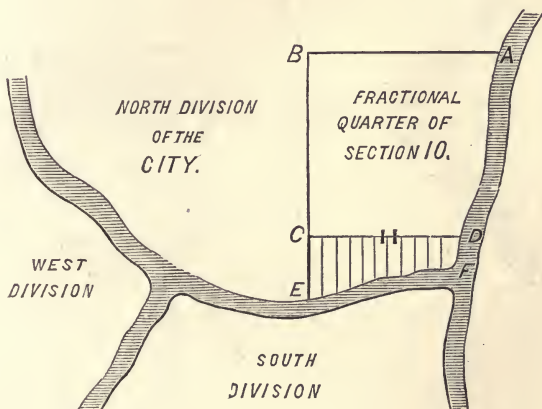 B
A
NORTH DIVISION
OF THE
CITY.
FRACTIONAL
QUARTER OF
SECTION 10.
C
H
D
WEST
DIVISION
E
F
SOUTH
DIVISION